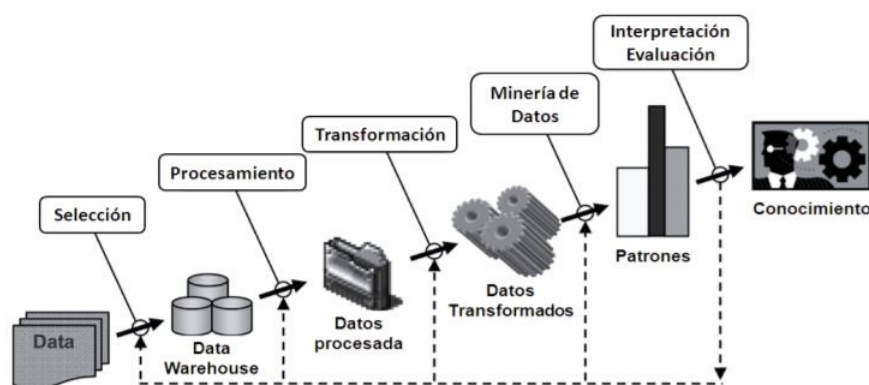 Interpretación
Evaluación
Minería de
Datos
Transformación
Procesamiento
Selección
Conocimiento
Patrones
Datos
Transformados
Datos
procesada
Data
Data
Warehouse